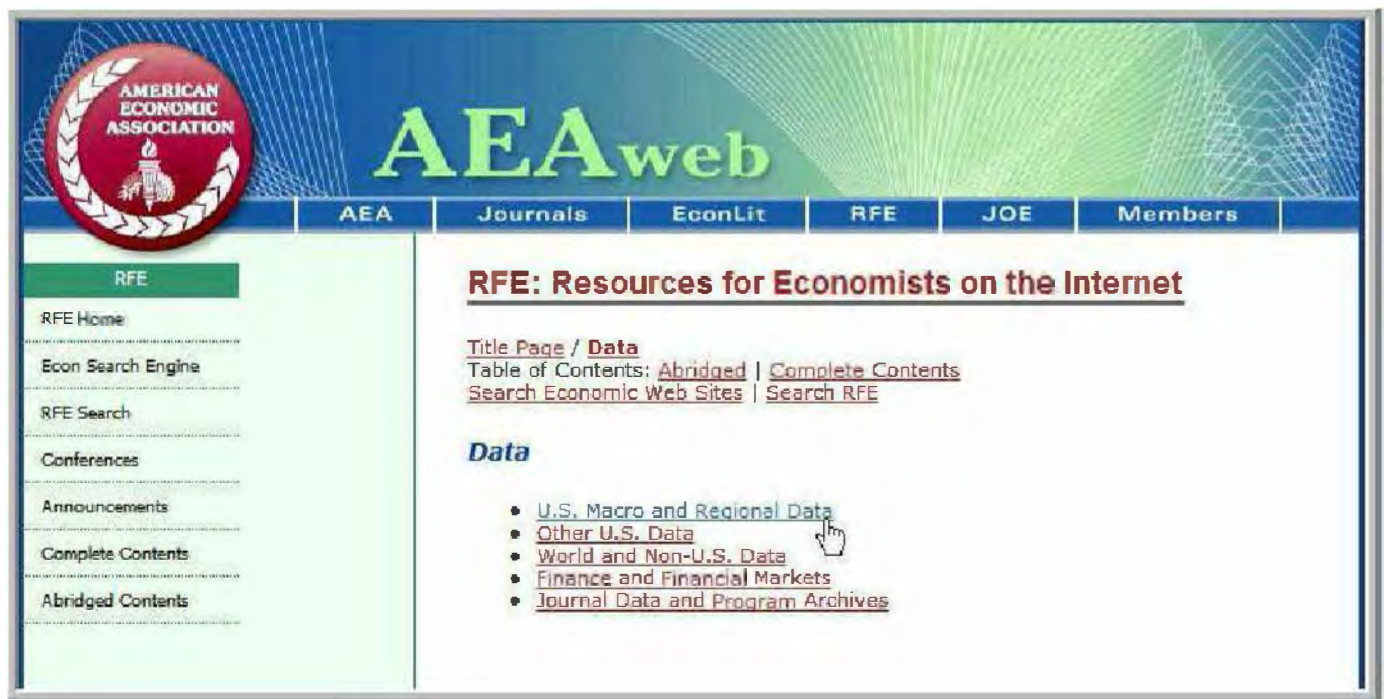 AMERICAN
ECONOMIC
ASSOCIATION
AEAweb
AEA Journals EconLit RFE JOE Members
RFE
RFE Home
Econ Search Engine
RFE Search
Conferences
Announcements
Complete Contents
Abridged Contents
RFE: Resources for Economists on the Internet
Title Page / Data
Table of Contents: Abridged | Complete Contents
Search Economic Web Sites | Search RFE
Data
• U.S. Macro and Regional Data
• Other U.S. Data
• World and Non-U.S. Data
• Finance and Financial Markets
• Journal Data and Program Archives